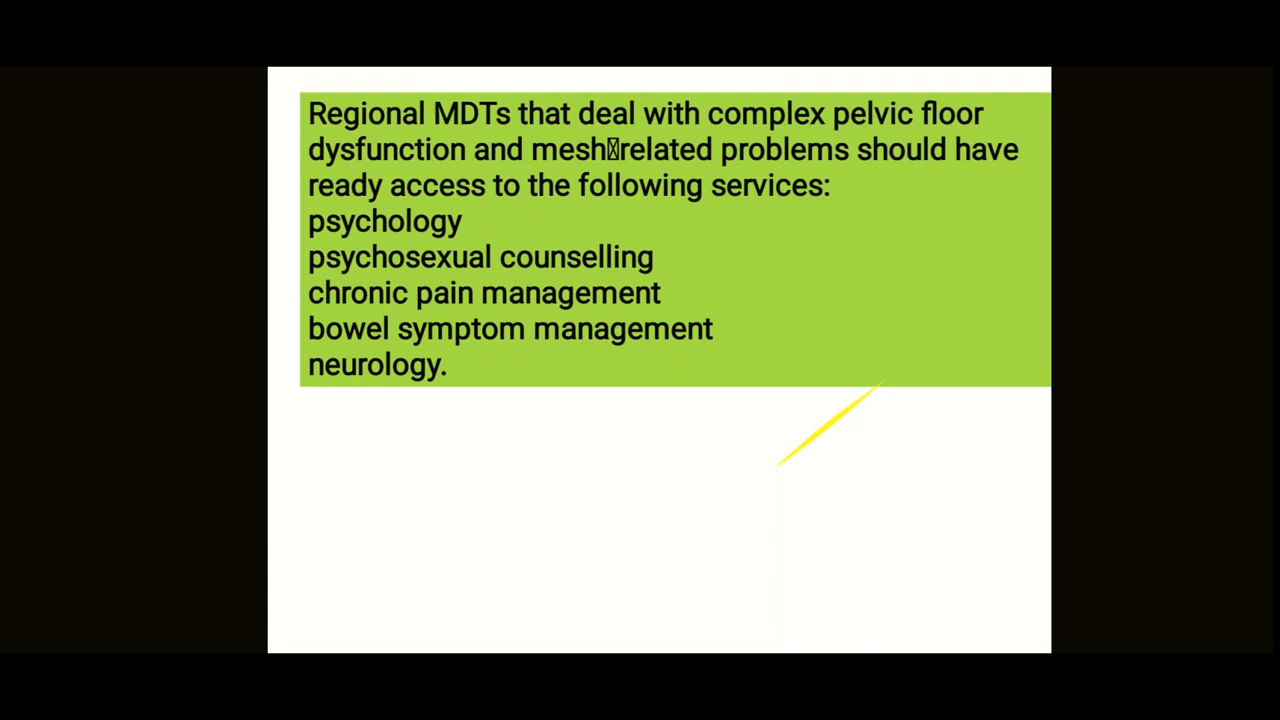 Regional MDTs that deal with complex pelvic floor
dysfunction and mesh￾related problems should have
ready access to the following services:
psychology
psychosexual counselling
chronic pain management
bowel symptom management
neurology.